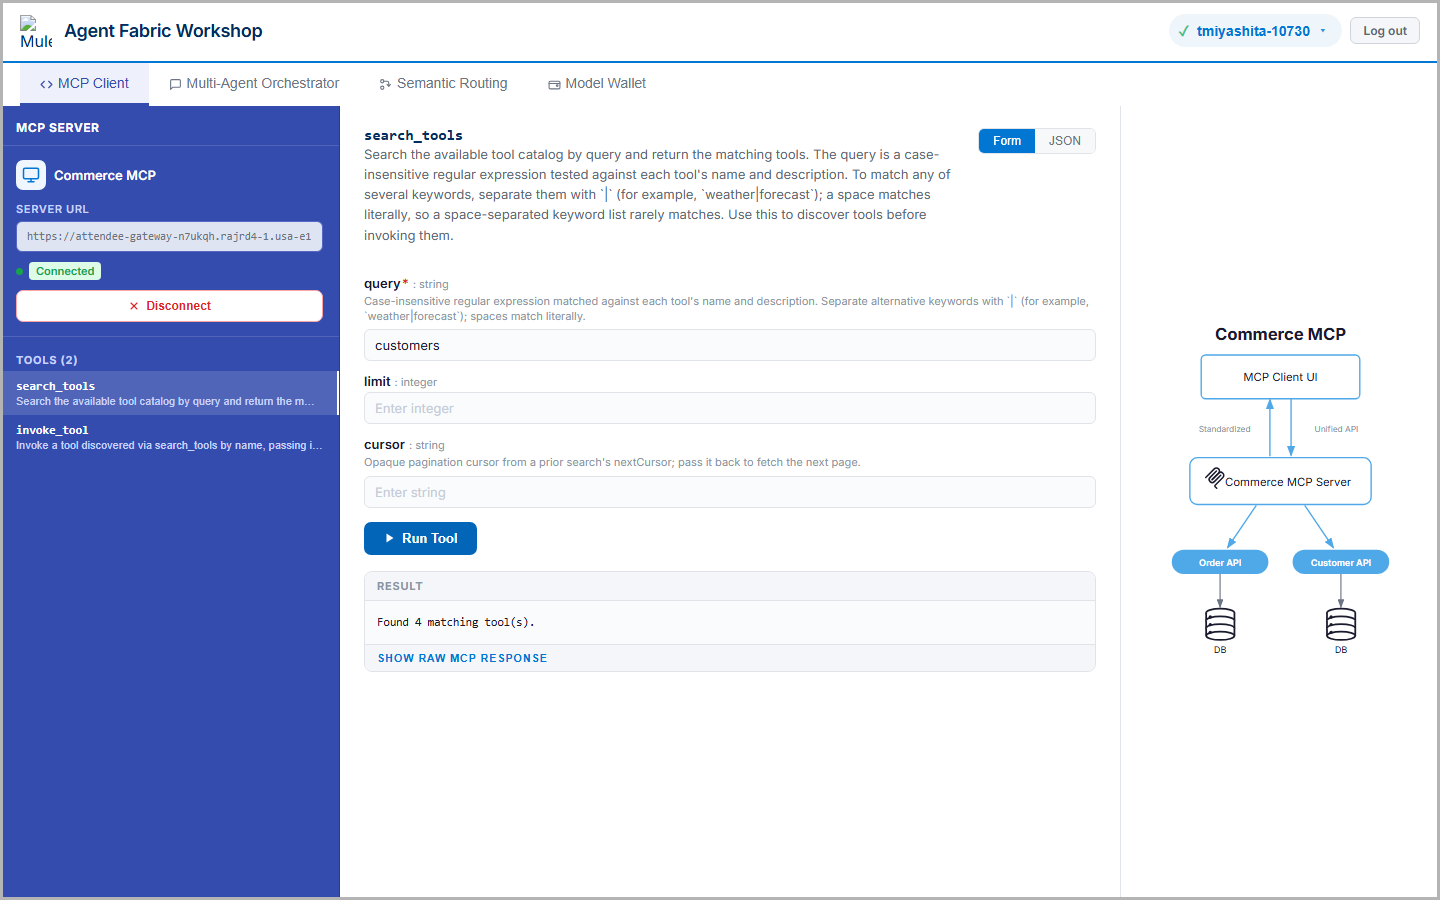 Mule
Agent Fabric Workshop
tmiyashita-10730
Log out
MCP Client
Multi-Agent Orchestrator
Semantic Routing
Model Wallet
MCP SERVER
Commerce MCP
SERVER URL
https://attendee-gateway-n7ukqh.rajrd4-1.usa-e1
Connected
Disconnect
TOOLS (2)
search_tools
Search the available tool catalog by query and return the m...
invoke_tool
Invoke a tool discovered via search_tools by name, passing i...
search_tools
Form
JSON
Search the available tool catalog by query and return the matching tools. The query is a case-
insensitive regular expression tested against each tool's name and description. To match any of
several keywords, separate them with `|` (for example, `weather|forecast`); a space matches
literally, so a space-separated keyword list rarely matches. Use this to discover tools before
invoking them.
query* : string
Case-insensitive regular expression matched against each tool's name and description. Separate alternative keywords with `|` (for example,
`weather|forecast`); spaces match literally.
customers
limit : integer
Enter integer
cursor : string
Opaque pagination cursor from a prior search's nextCursor; pass it back to fetch the next page.
Enter string
Run Tool
RESULT
Found 4 matching tool(s).
SHOW RAW MCP RESPONSE
Commerce MCP
MCP Client UI
Standardized
Unified API
Commerce MCP Server
Order API
Customer API
DB
DB